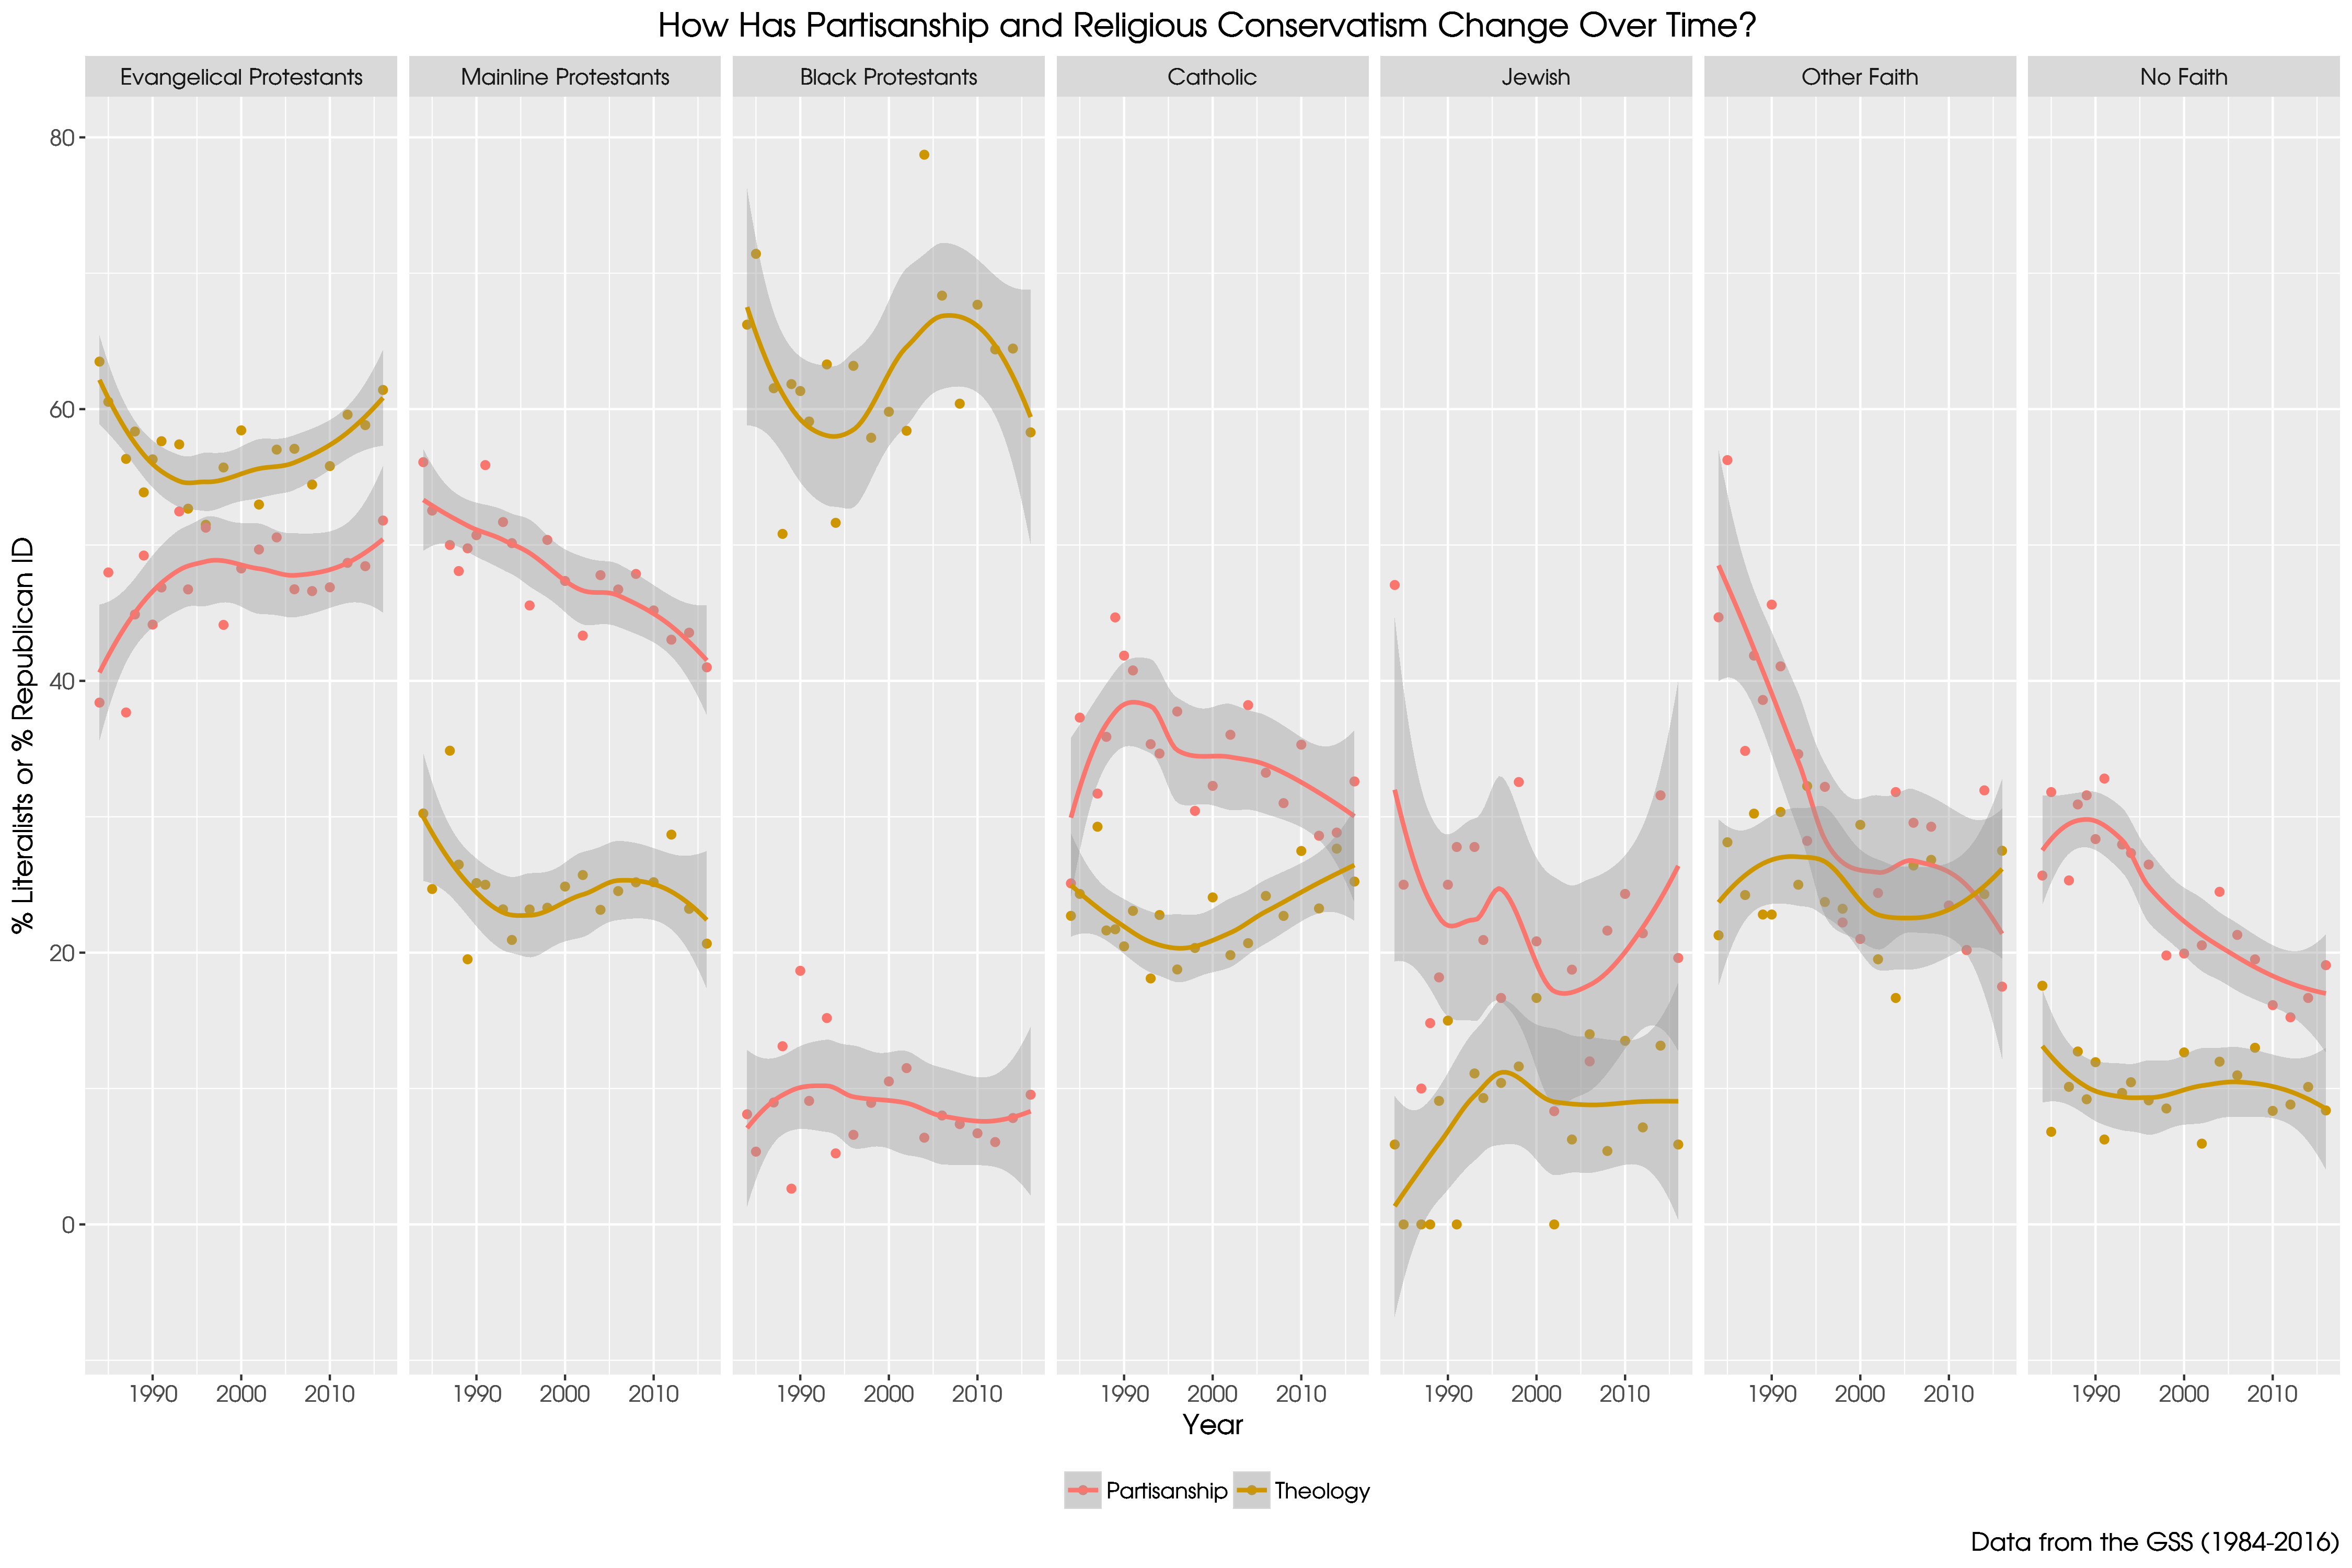 How Has Partisanship and Religious Conservatism Change Over Time?
Evangelical Protestants Mainline Protestants Black Protestants Catholic Jewish Other Faith No Faith
80
60
40
20
0
% Literalists or % Republican ID
1990 2000 2010 1990 2000 2010 1990 2000 2010 1990 2000 2010 1990 2000 2010 1990 2000 2010 1990 2000 2010
Year
Partisanship Theology
Data from the GSS (1984-2016)